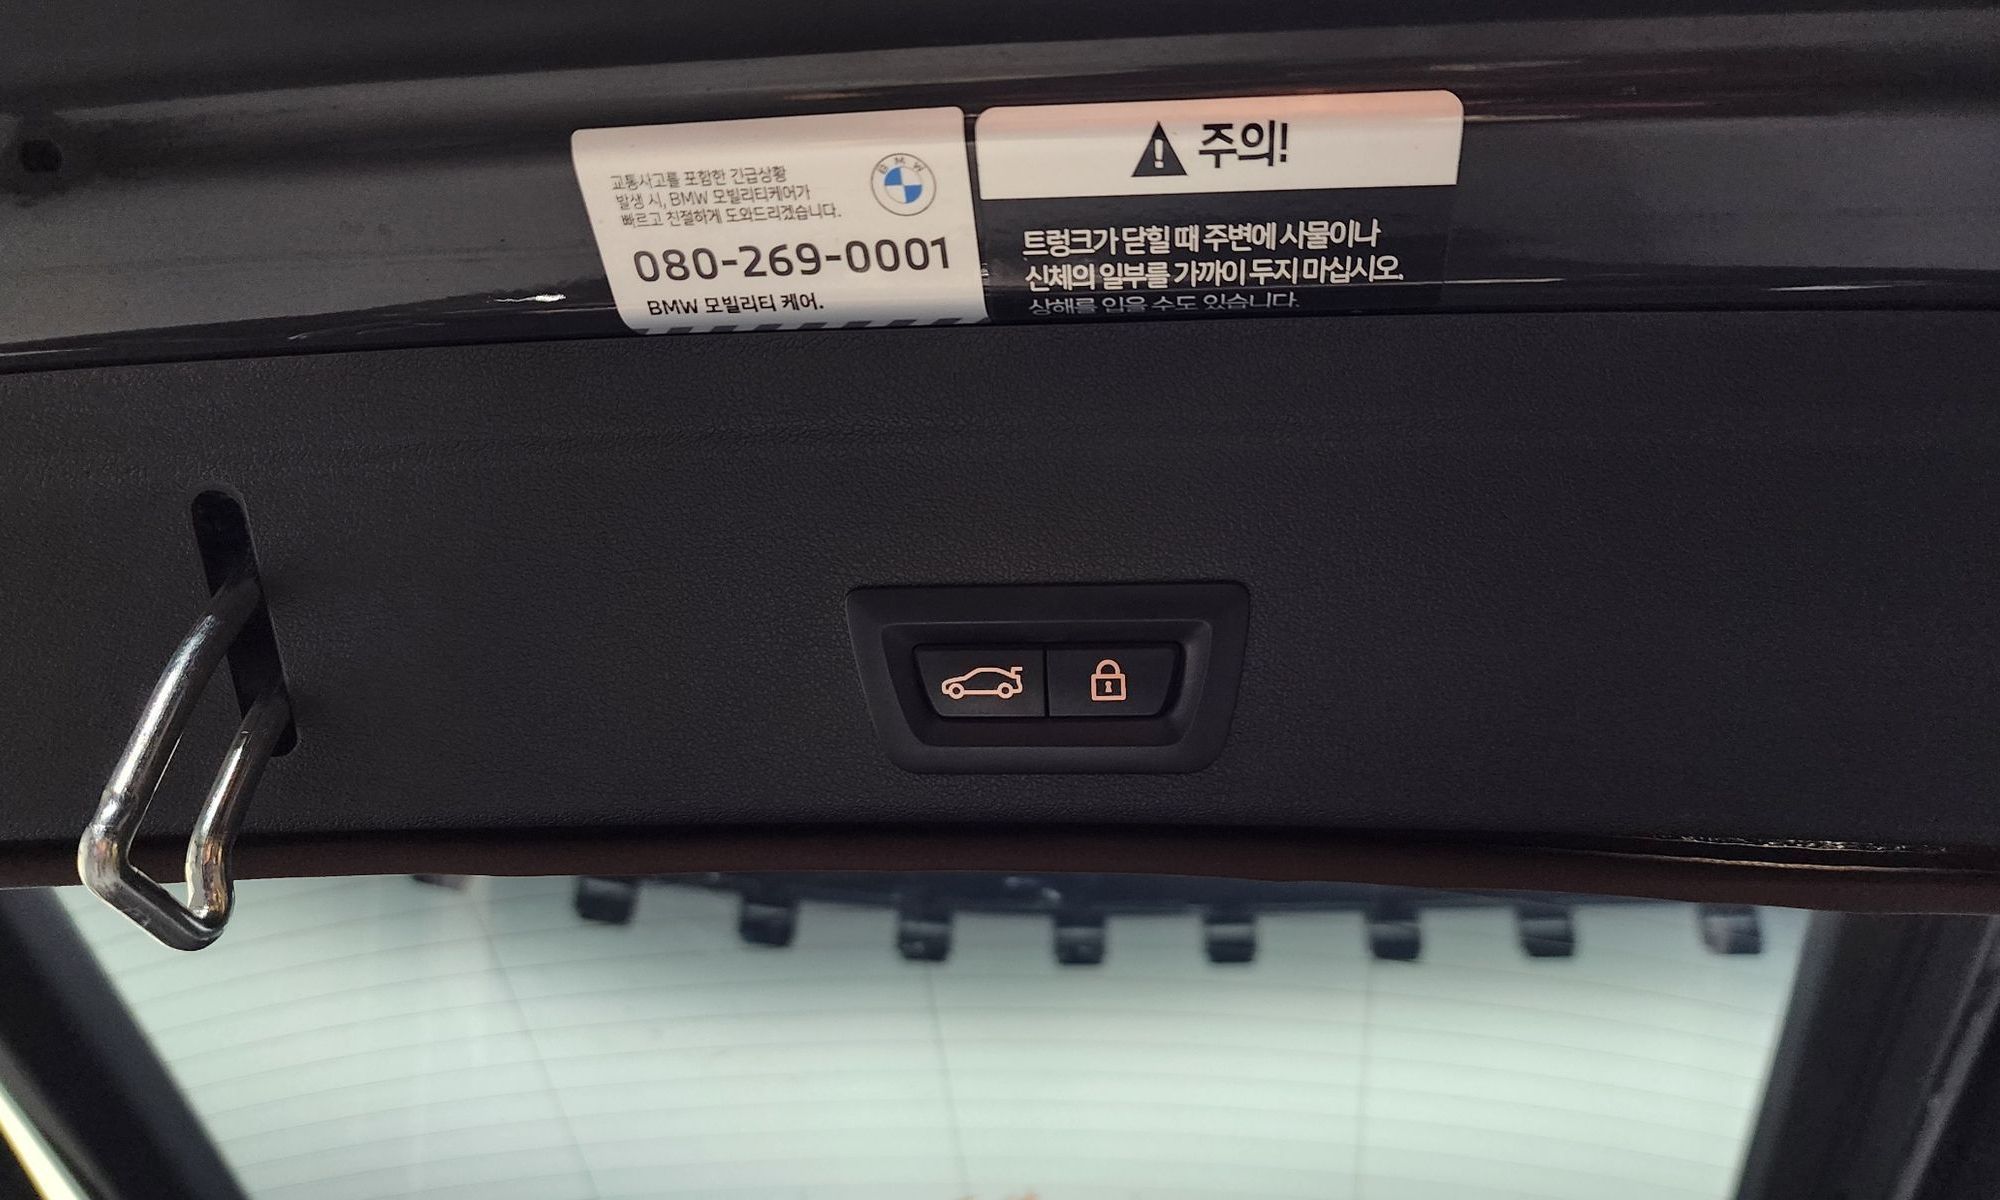 교통사고를 포함한 긴급상황
발생 시, BMW 모빌리티케어가
빠르고 친절하게 도와드리겠습니다.
BMW
080-269-0001
BMW 모빌리티 케어.
주의!
트렁크가 닫힐 때 주변에 사물이나
신체의 일부를 가까이 두지 마십시오.
상해를 입을 수도 있습니다.